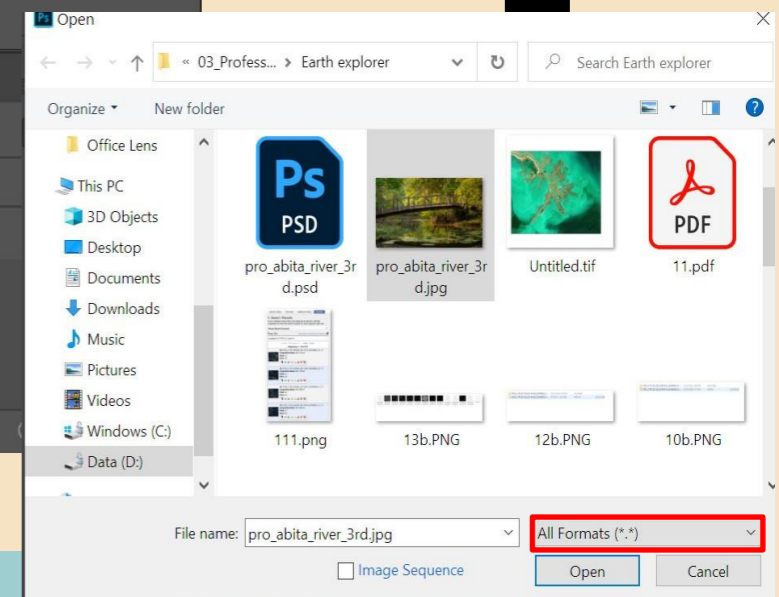 Ps Open
« 03_Profess... > Earth explorer
Search Earth explorer
Organize
New folder
?
Office Lens
This PC
3D Objects
Desktop
Documents
Downloads
Music
Pictures
Videos
Windows (C:)
Data (D:)
Ps
PSD
PDF
pro_abita_river_3r
d.psd
pro_abita_river_3r
d.jpg
Untitled.tif
11.pdf
111.png
13b.PNG
12b.PNG
10b.PNG
File name: pro_abita_river_3rd.jpg
All Formats (*.*)
Image Sequence
Open
Cancel